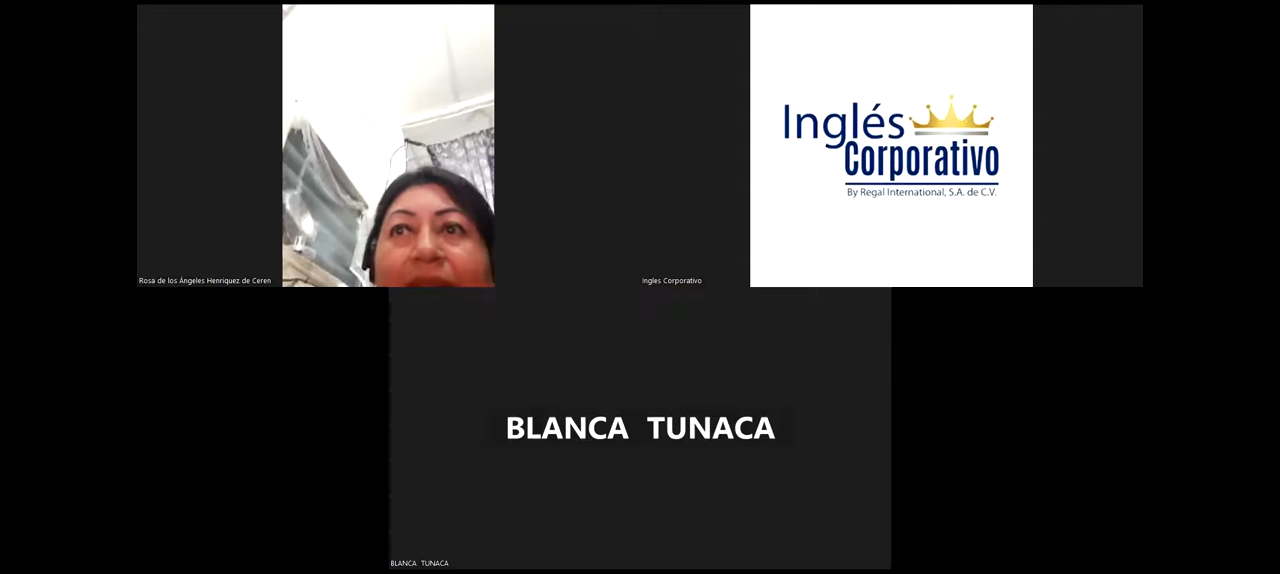 Inglés
Corporativo
By Regal International, S.A. de C.V.
Rosa de los Ángeles Henriquez de Ceren
Ingles Corporativo
BLANCA TUNACA
BLANCA TUNACA